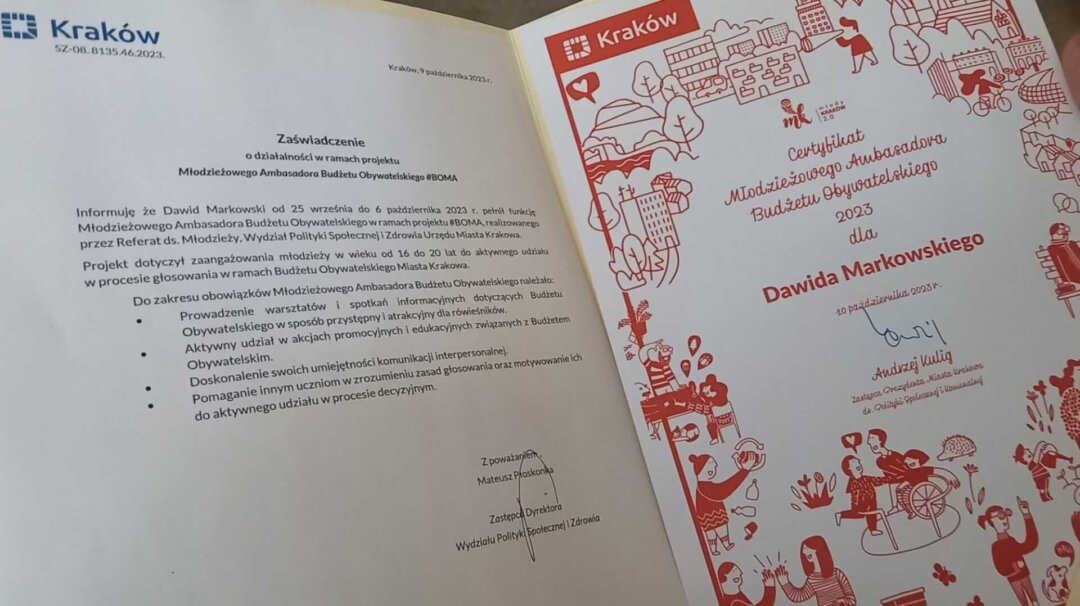 Kraków
SZ-08. 8135.46.2023.
Kraków, 9 października 2023 r.
Zaświadczenie
o działalności w ramach projektu
Młodzieżowego Ambasadora Budżetu Obywatelskiego #BOMA
Informuję że Dawid Markowski od 25 września do 6 października 2023 r. pełnił funkcję
Młodzieżowego Ambasadora Budżetu Obywatelskiego w ramach projektu #BOMA, realizowanego
przez Referat ds. Młodzieży, Wydział Polityki Społecznej i Zdrowia Urzędu Miasta Krakowa.
Projekt dotyczył zaangażowania młodzieży w wieku od 16 do 20 lat do aktywnego udziału
w procesie głosowania w ramach Budżetu Obywatelskiego Miasta Krakowa.
Do zakresu obowiązków Młodzieżowego Ambasadora Budżetu Obywatelskiego należało:
• Prowadzenie warsztatów i spotkań informacyjnych dotyczących Budżetu
Obywatelskiego w sposób przystępny i atrakcyjny dla rówieśników.
• Aktywny udział w akcjach promocyjnych i edukacyjnych związanych z Budżetem
Obywatelskim.
• Doskonalenie swoich umiejętności komunikacji interpersonalnej.
• Pomaganie innym uczniom w zrozumieniu zasad głosowania oraz motywowanie ich
do aktywnego udziału w procesie decyzyjnym.
Z poważaniem,
Mateusz Płoskonka
Zastępca Dyrektora
Wydziału Polityki Społecznej i Zdrowia
Kraków
mk
młody
KRAKÓW
2.0
Certyfikat
Młodzieżowego Ambasadora
Budżetu Obywatelskiego
2023
dla
Dawida Markowskiego
10 października 2023 r.
Andrzej Kulig
Zastępca Prezydenta Miasta Krakowa
ds. Polityki Społecznej i Komunalnej